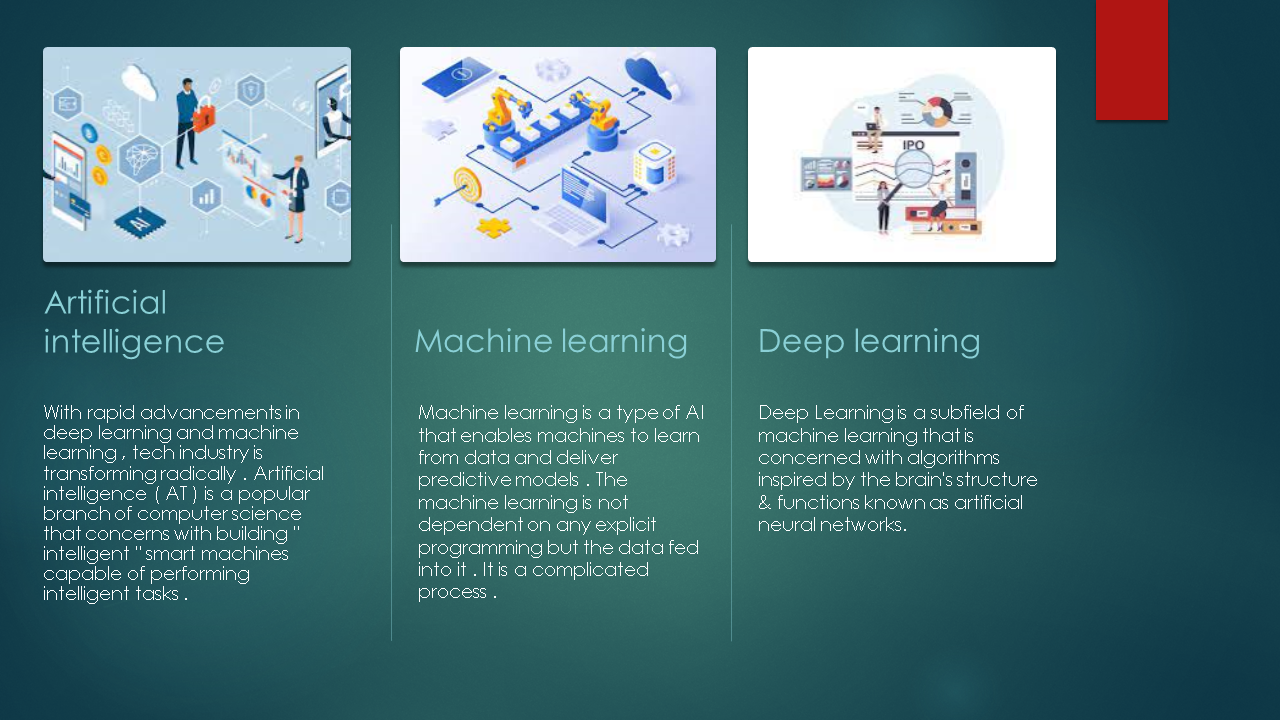 AI
IPO
Artificial
intelligence
Machine learning
Deep learning
With rapid advancements in
deep learning and machine
learning , tech industry is
transforming radically . Artificial
intelligence ( AT ) is a popular
branch of computer science
that concerns with building "
intelligent " smart machines
capable of performing
intelligent tasks .
Machine learning is a type of AI
that enables machines to learn
from data and deliver
predictive models . The
machine learning is not
dependent on any explicit
programming but the data fed
into it . It is a complicated
process .
Deep Learning is a subfield of
machine learning that is
concerned with algorithms
inspired by the brain's structure
& functions known as artificial
neural networks.